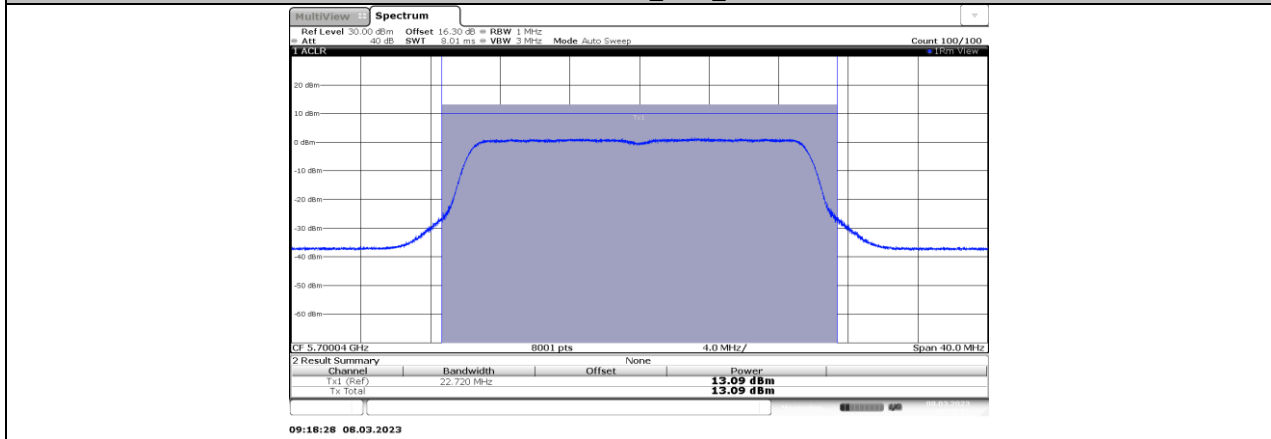 MultiView Spectrum
Ref Level 30.00 dBm Offset 16.30 dB RBW 1 MHz
Att 40 dB SWT 8.01 ms VBW 3 MHz Mode Auto Sweep Count 100/100
1 ACLR 1Rm View
20 dBm
10 dBm
Tx1
0 dBm
-10 dBm
-20 dBm
-30 dBm
-40 dBm
-50 dBm
-60 dBm
CF 5.70004 GHz 8001 pts 4.0 MHz/ Span 40.0 MHz
2 Result Summary None
Channel Bandwidth Offset Power
Tx1 (Ref) 22.720 MHz 13.09 dBm
Tx Total 13.09 dBm
09:16:28 08.03.2023